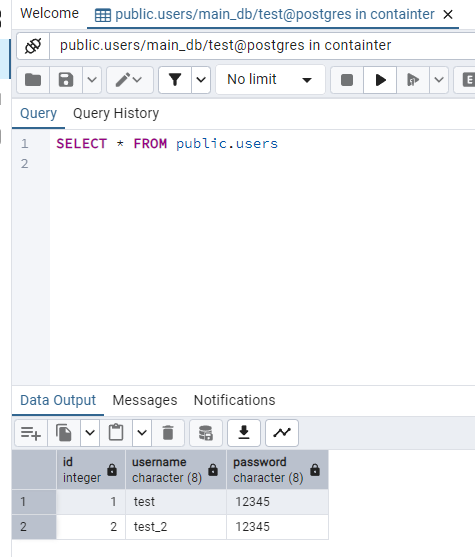 Welcome public.users/main_db/test@postgres in containter
public.users/main_db/test@postgres in containter
No limit E
Query Query History
1 SELECT * FROM public.users
2
Data Output Messages Notifications
id username password
integer character (8) character (8)
1 1 test 12345
2 2 test_2 12345